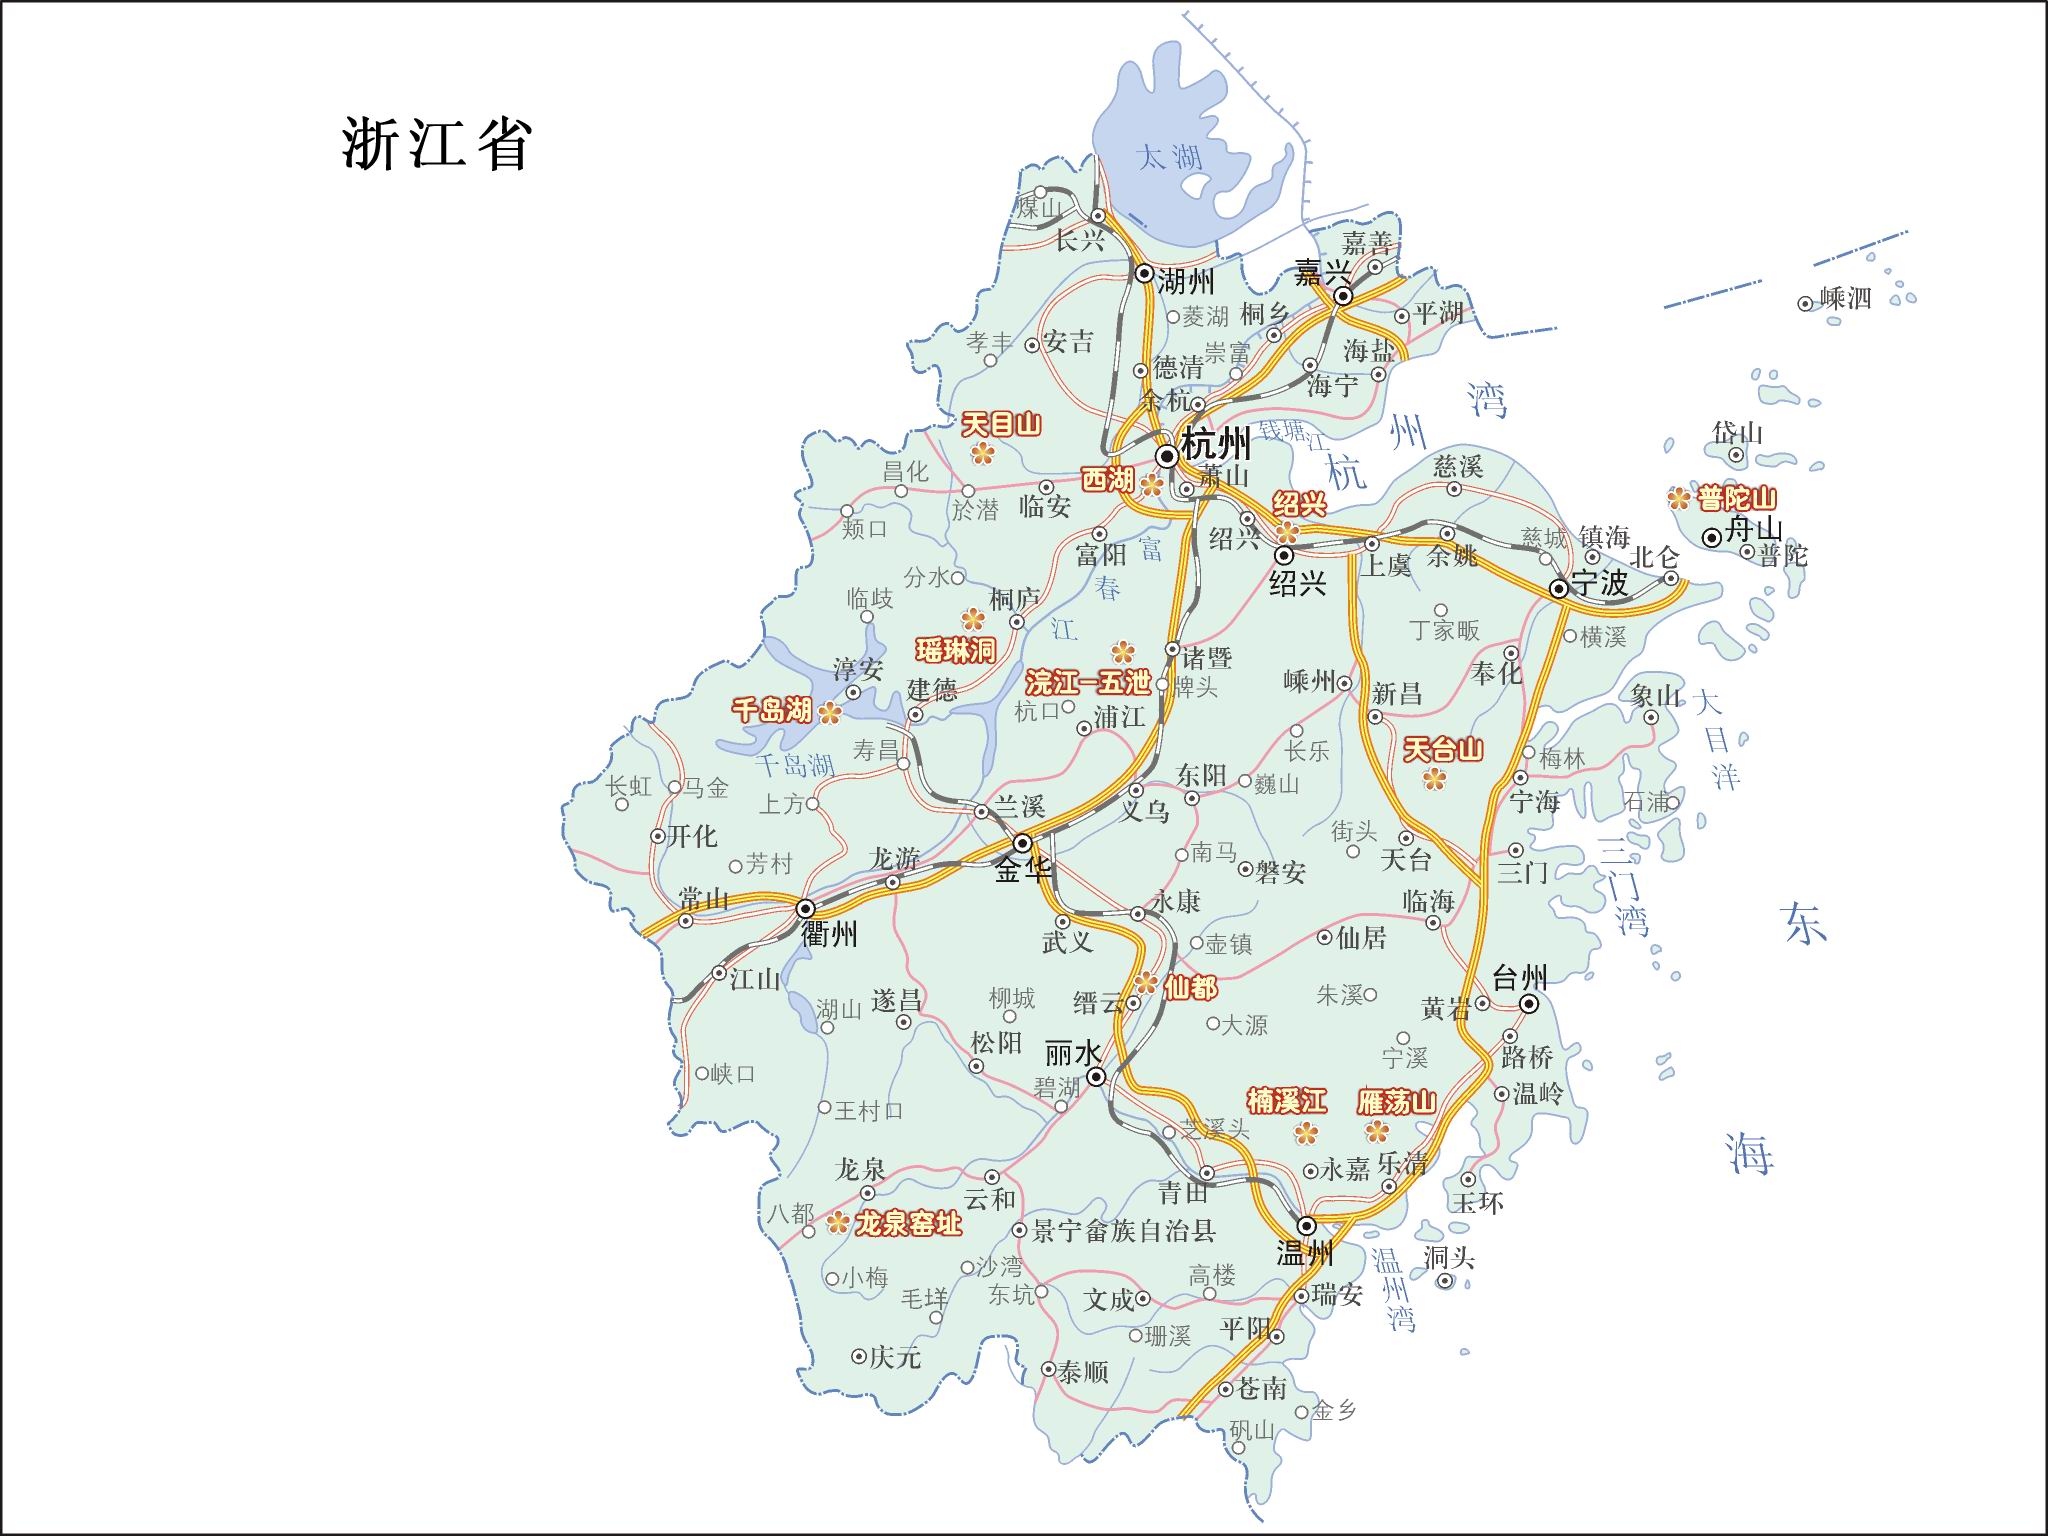 浙江省
太湖
煤山
长兴
湖州
嘉善
嘉兴
嵊泗
菱湖
桐乡
平湖
孝丰
安吉
德清
崇富
海盐
海宁
余杭
杭州湾
天目山
杭州
钱塘江
岱山
昌化
西湖
萧山
慈溪
临安
於潜
普陀山
颊口
绍兴
绍兴
富阳
舟山
普陀
上虞
余姚
慈城
镇海
北仑
绍兴
宁波
富春江
分水
临歧
桐庐
丁家畈
横溪
瑶琳洞
淳安
诸暨
奉化
浣江－五泄
牌头
建德
嵊州
新昌
象山
大目洋
千岛湖
杭口
浦江
寿昌
长乐
天台山
梅林
千岛湖
长虹
马金
上方
东阳
巍山
兰溪
义乌
宁海
石浦
开化
街头
三门湾
芳村
龙游
金华
南马
磐安
天台
三门
常山
永康
临海
衢州
武义
壶镇
仙居
东海
江山
台州
仙都
湖山
遂昌
柳城
缙云
朱溪
黄岩
大源
松阳
丽水
宁溪
路桥
峡口
碧湖
楠溪江
雁荡山
温岭
王村口
芝溪头
龙泉
云和
青田
永嘉
乐清
玉环
八都
龙泉窑址
景宁畲族自治县
温州
温州湾
洞头
小梅
沙湾
东坑
高楼
毛垟
文成
瑞安
珊溪
平阳
庆元
泰顺
苍南
金乡
矾山